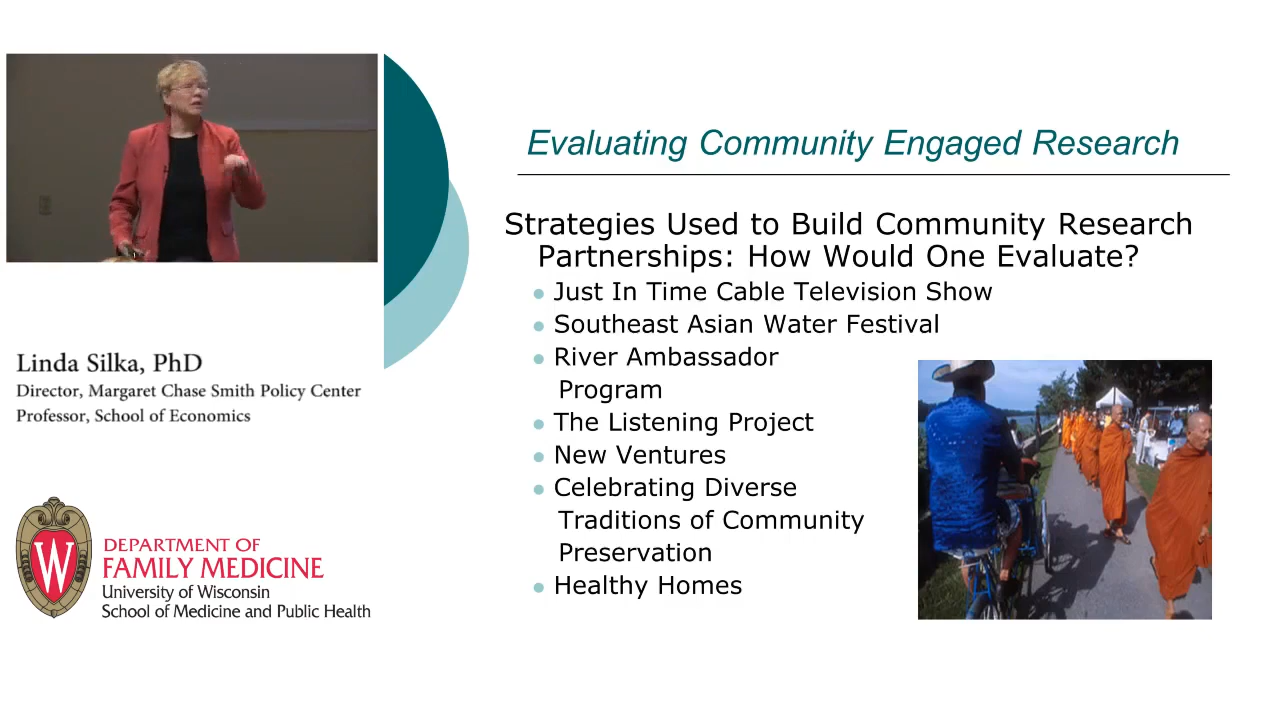 Evaluating Community Engaged Research
Strategies Used to Build Community Research
Partnerships: How Would One Evaluate?
Just In Time Cable Television Show
Southeast Asian Water Festival
River Ambassador
Program
The Listening Project
New Ventures
Celebrating Diverse
Traditions of Community
Preservation
Healthy Homes
Linda Silka, PhD
Director, Margaret Chase Smith Policy Center
Professor, School of Economics
W
DEPARTMENT OF
FAMILY MEDICINE
University of Wisconsin
School of Medicine and Public Health